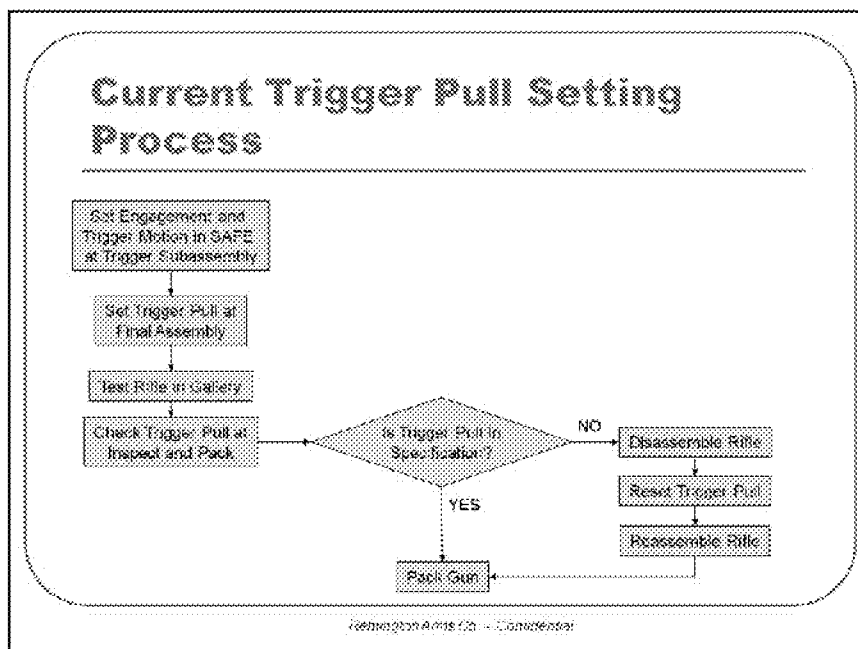 Current Trigger Pull Setting
Process
Set Engagement and
Trigger Motion in SAFE
at Trigger Subassembly
Set Trigger Pull at
Final Assembly
Test Rifle in Gallery
Check Trigger Pull at
Inspect and Pack
Is Trigger Pull in
Specification?
NO
YES
Disassemble Rifle
Reset Trigger Pull
Reassemble Rifle
Pack Gun
Remington Arms Co. - Confidential